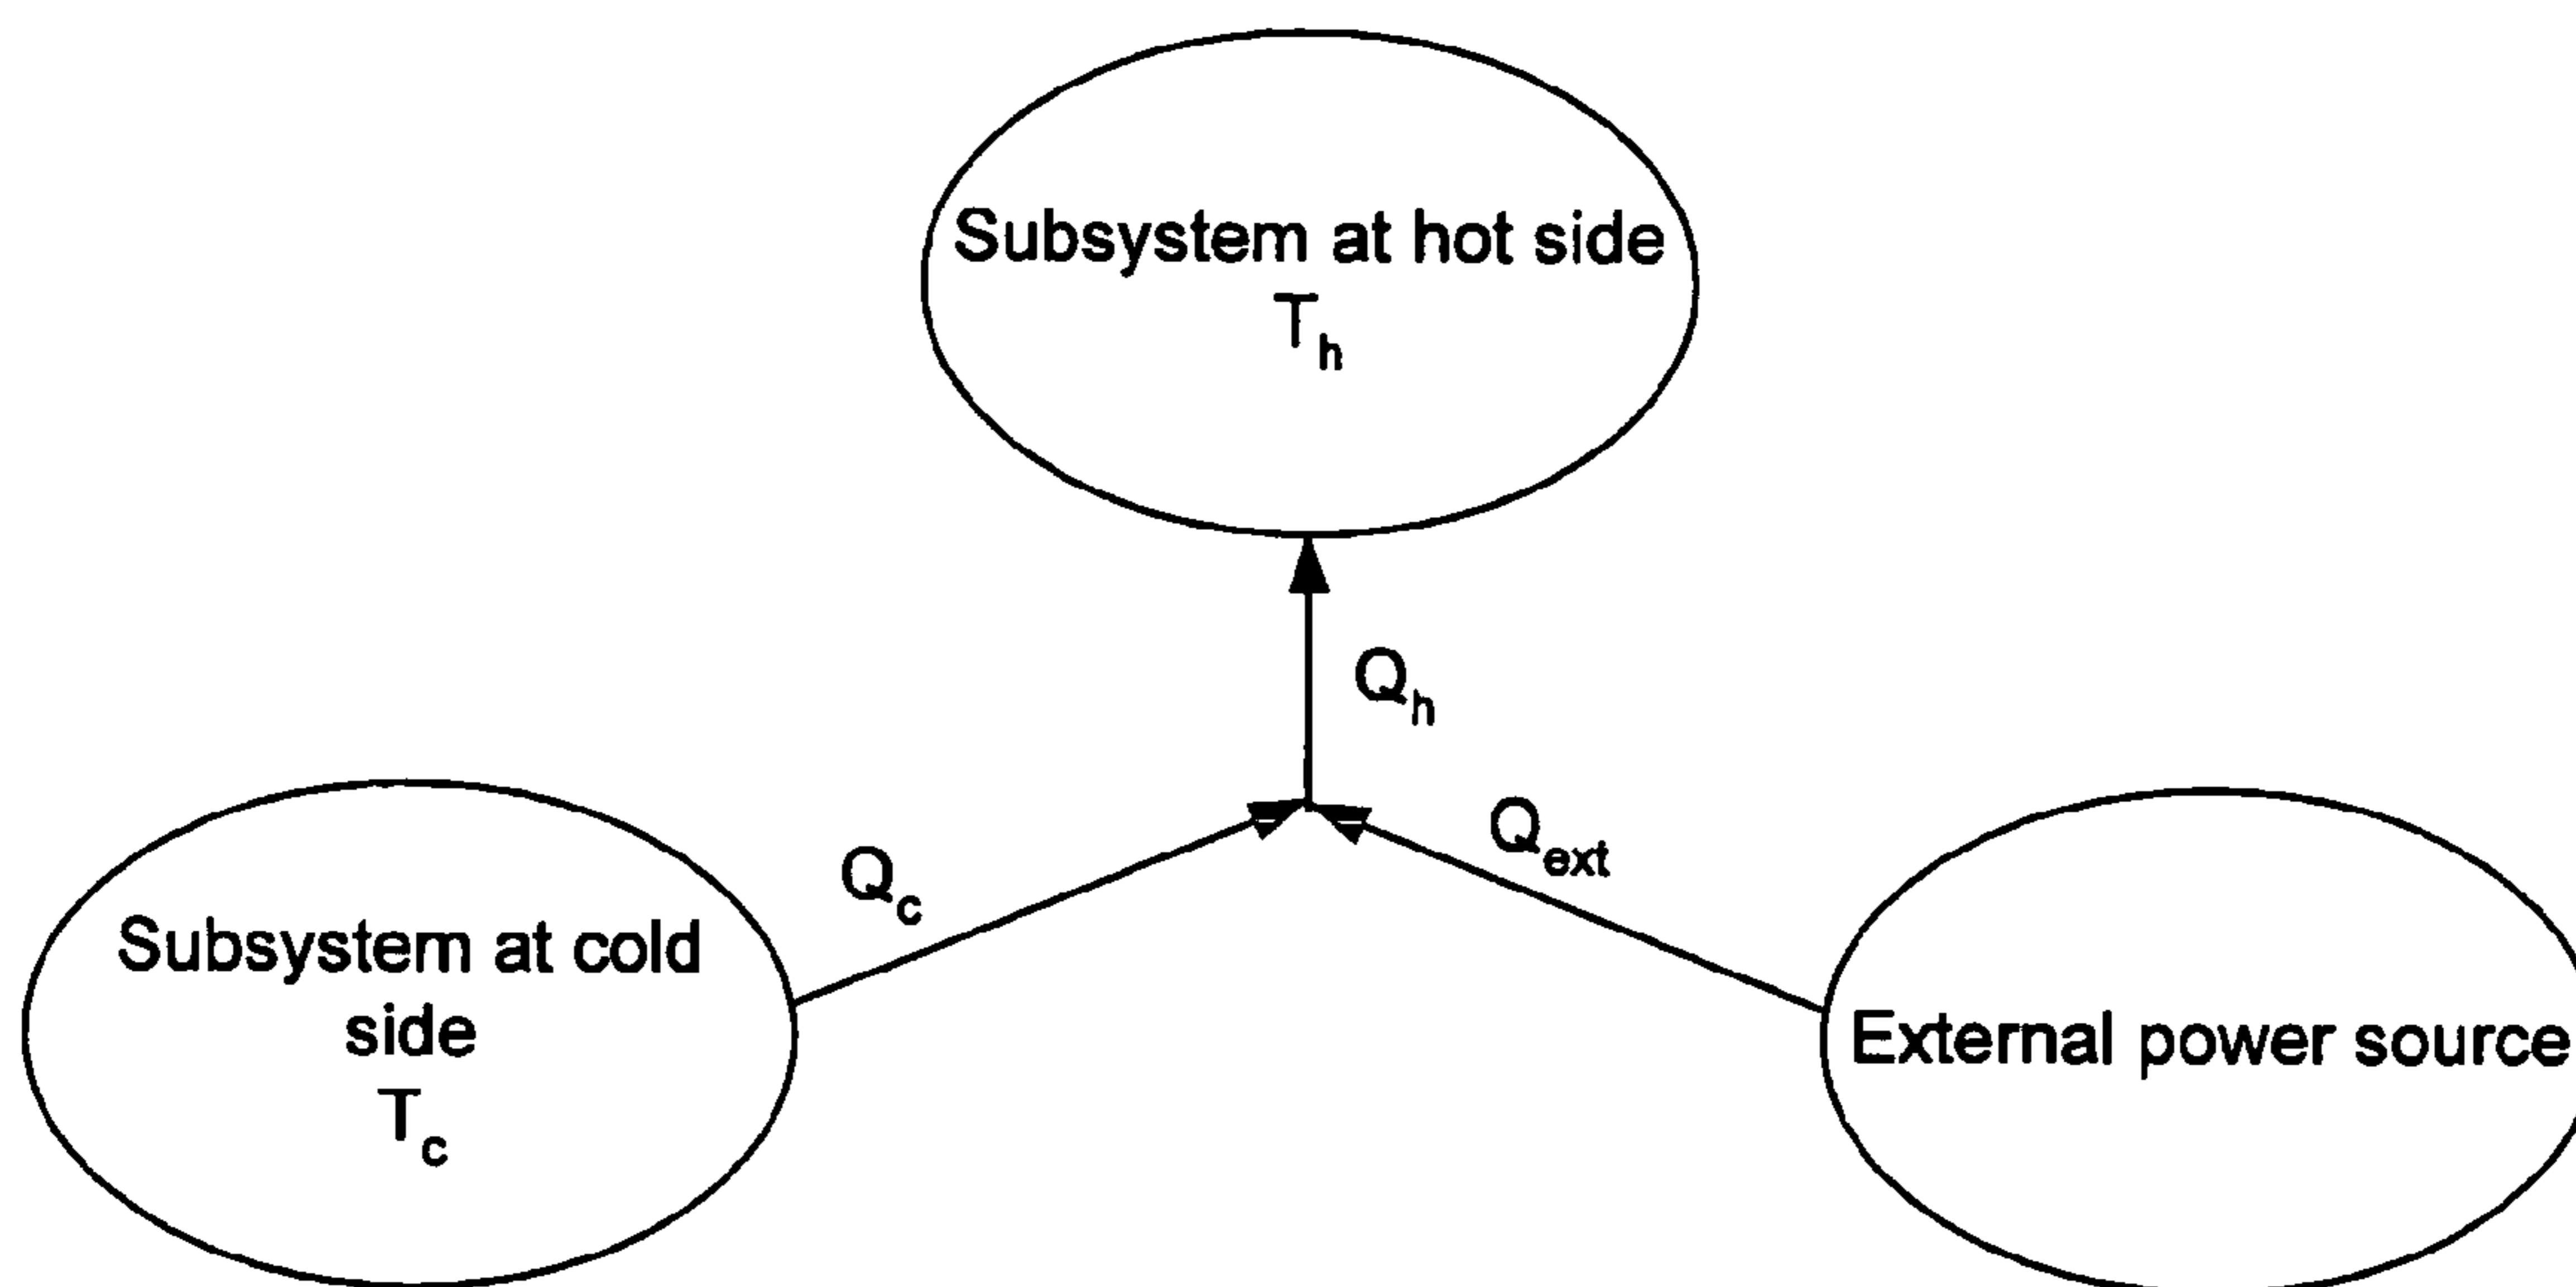 Subsystem at hot side
T_h
Q_h
Q_ext
Q_c
Subsystem at cold
side
T_c
External power source